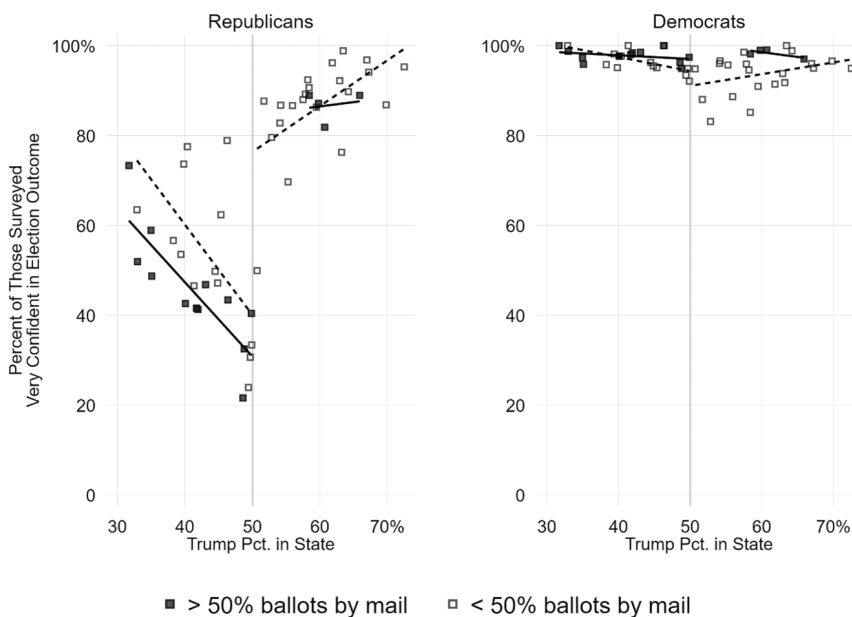 Republicans
Democrats
Percent of Those Surveyed
Very Confident in Election Outcome
100%
80
60
40
20
0
30
40
50
60
70%
Trump Pct. in State
100%
80
60
40
20
0
30
40
50
60
70%
Trump Pct. in State
> 50% ballots by mail
< 50% ballots by mail